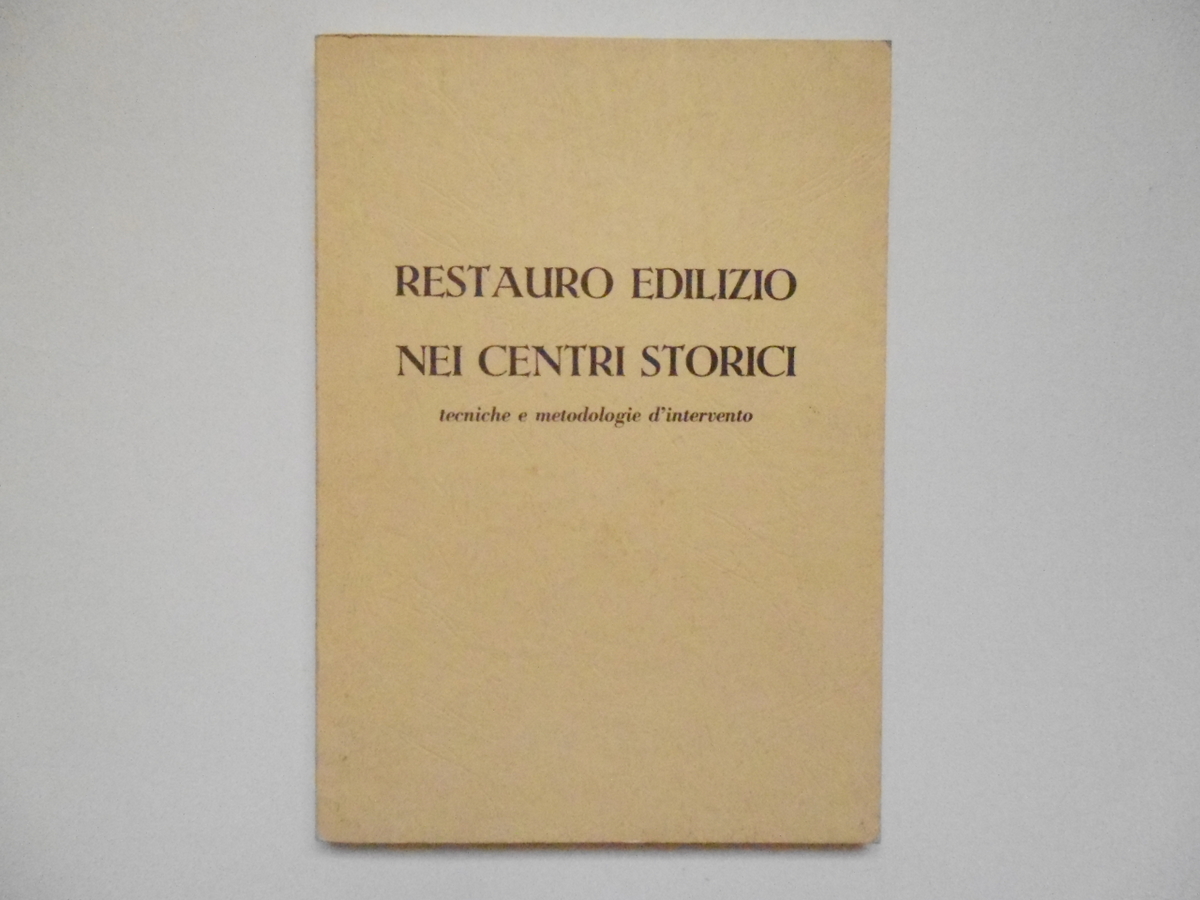 RESTAURO EDILIZIO
NEI CENTRI STORICI
tecniche e metodologie d'intervento